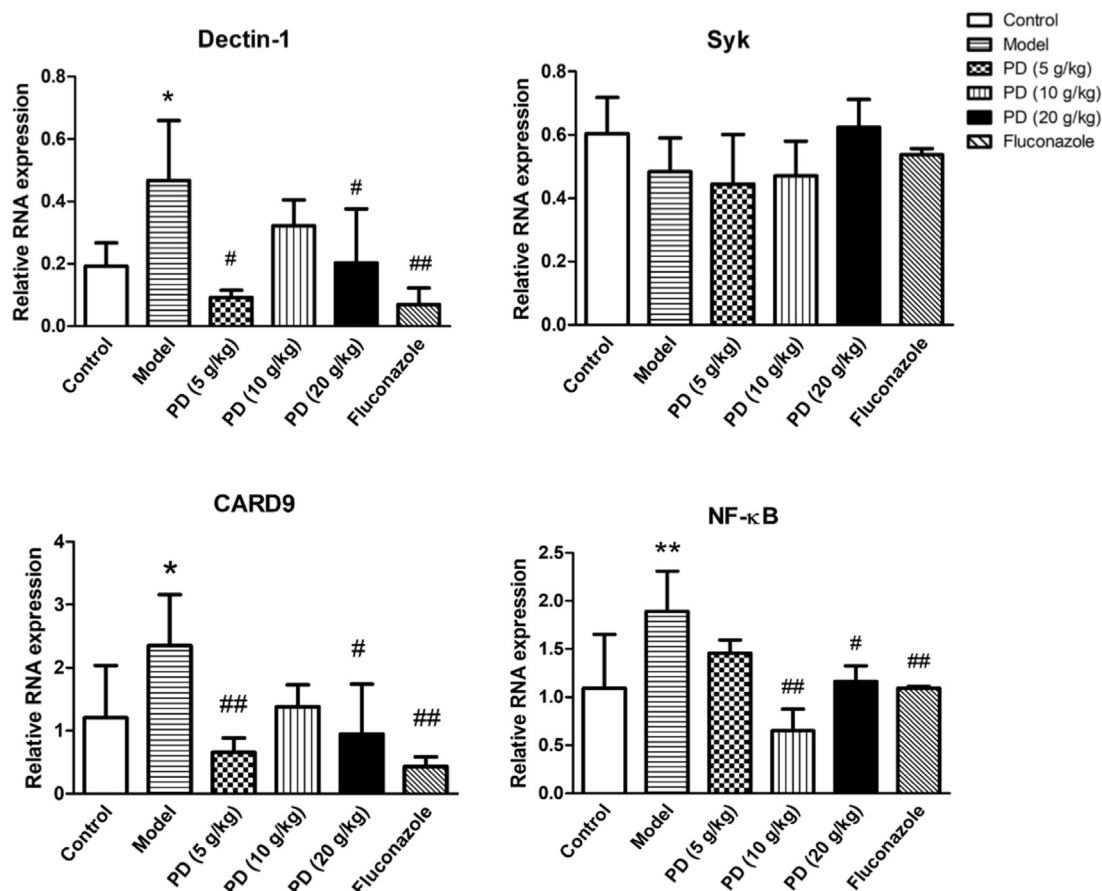 Dectin-1
Relative RNA expression
0.8
0.6
0.4
0.2
0.0
*
#
#
##
Control
Model
PD (5 g/kg)
PD (10 g/kg)
PD (20 g/kg)
Fluconazole
Syk
Relative RNA expression
0.8
0.6
0.4
0.2
0.0
Control
Model
PD (5 g/kg)
PD (10 g/kg)
PD (20 g/kg)
Fluconazole
Control
Model
PD (5 g/kg)
PD (10 g/kg)
PD (20 g/kg)
Fluconazole
CARD9
Relative RNA expression
4
3
2
1
0
*
##
#
##
Control
Model
PD (5 g/kg)
PD (10 g/kg)
PD (20 g/kg)
Fluconazole
NF-κB
Relative RNA expression
2.5
2.0
1.5
1.0
0.5
0.0
**
##
#
##
Control
Model
PD (5 g/kg)
PD (10 g/kg)
PD (20 g/kg)
Fluconazole